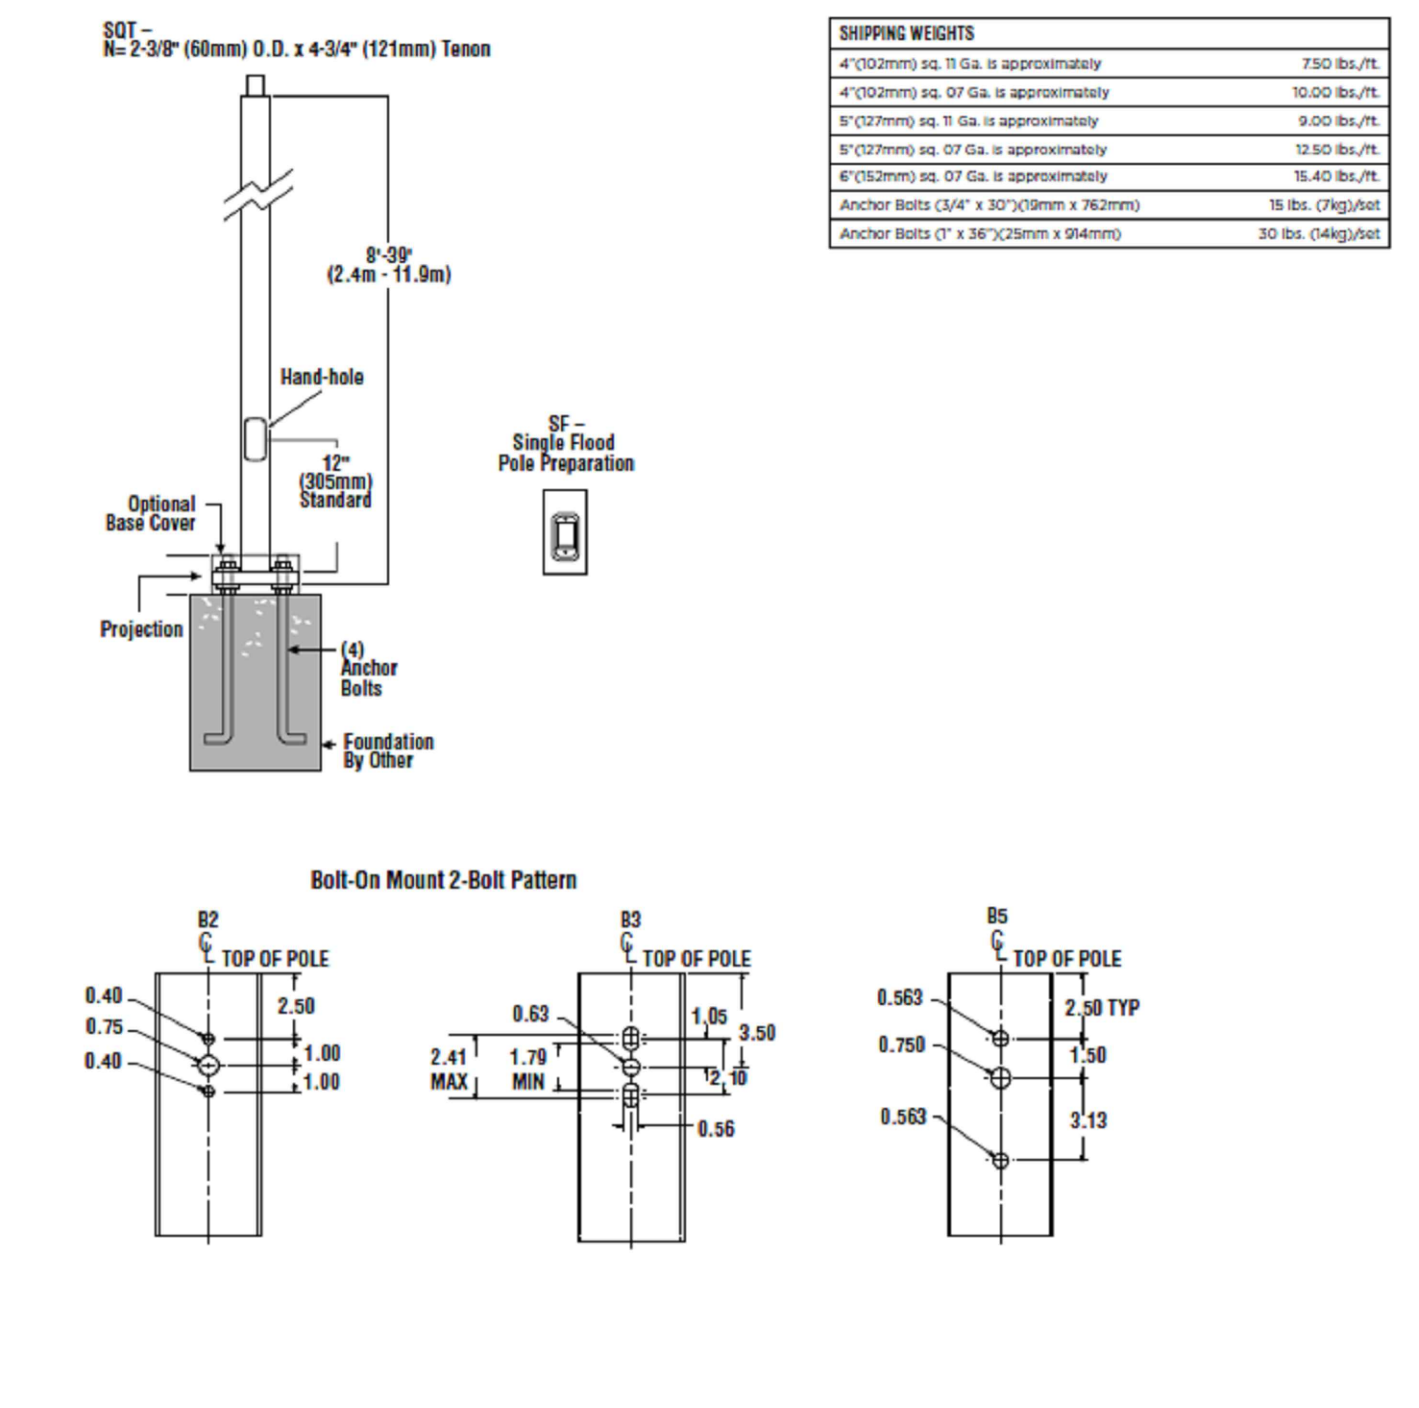 SQT –
N= 2-3/8" (60mm) O.D. x 4-3/4" (121mm) Tenon
8'-39'
(2.4m - 11.9m)
Hand-hole
12"
(305mm)
Standard
Optional
Base Cover
Projection
(4)
Anchor
Bolts
Foundation
By Other
SF –
Single Flood
Pole Preparation
SHIPPING WEIGHTS
4"(102mm) sq. 11 Ga. is approximately 7.50 lbs./ft.
4"(102mm) sq. 07 Ga. is approximately 10.00 lbs./ft.
5"(127mm) sq. 11 Ga. is approximately 9.00 lbs./ft.
5"(127mm) sq. 07 Ga. is approximately 12.50 lbs./ft.
6"(152mm) sq. 07 Ga. is approximately 15.40 lbs./ft.
Anchor Bolts (3/4" x 30")(19mm x 762mm) 15 lbs. (7kg)/set
Anchor Bolts (1" x 36")(25mm x 914mm) 30 lbs. (14kg)/set
Bolt-On Mount 2-Bolt Pattern
B2
℄ TOP OF POLE
0.40
0.75
0.40
2.50
1.00
1.00
B3
℄ TOP OF POLE
0.63
1.05
3.50
2.41
MAX
1.79
MIN
2.10
0.56
B5
℄ TOP OF POLE
0.563
0.750
0.563
2.50 TYP
1.50
3.13